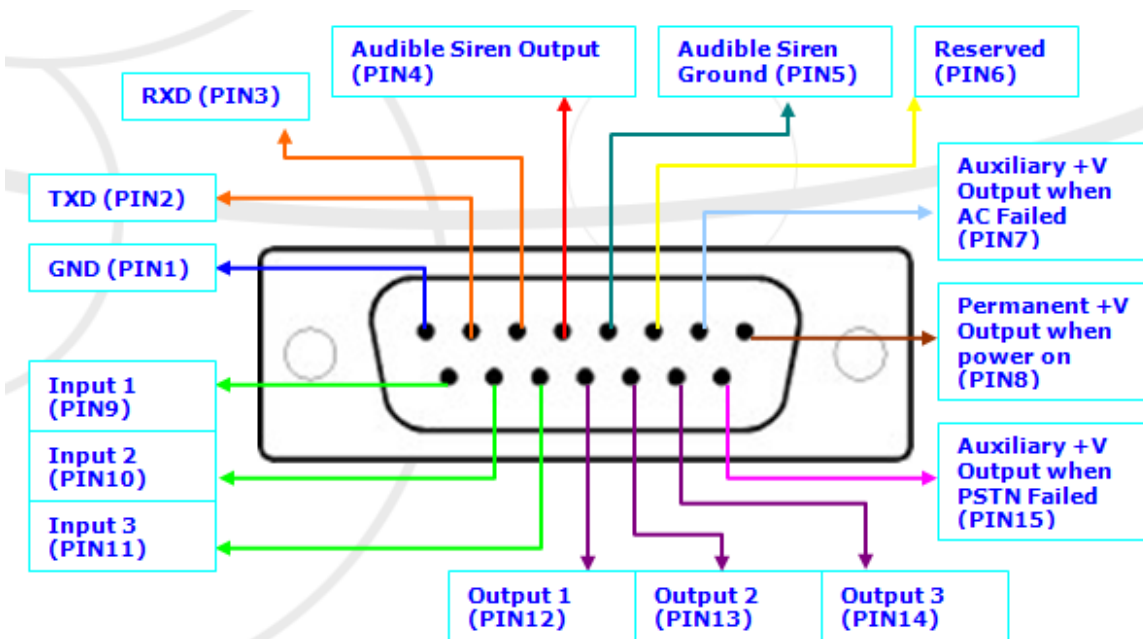 Audible Siren Output
(PIN4)
Audible Siren
Ground (PIN5)
Reserved
(PIN6)
RXD (PIN3)
TXD (PIN2)
GND (PIN1)
Auxiliary +V
Output when
AC Failed
(PIN7)
Permanent +V
Output when
power on
(PIN8)
Input 1
(PIN9)
Input 2
(PIN10)
Input 3
(PIN11)
Auxiliary +V
Output when
PSTN Failed
(PIN15)
Output 1
(PIN12)
Output 2
(PIN13)
Output 3
(PIN14)